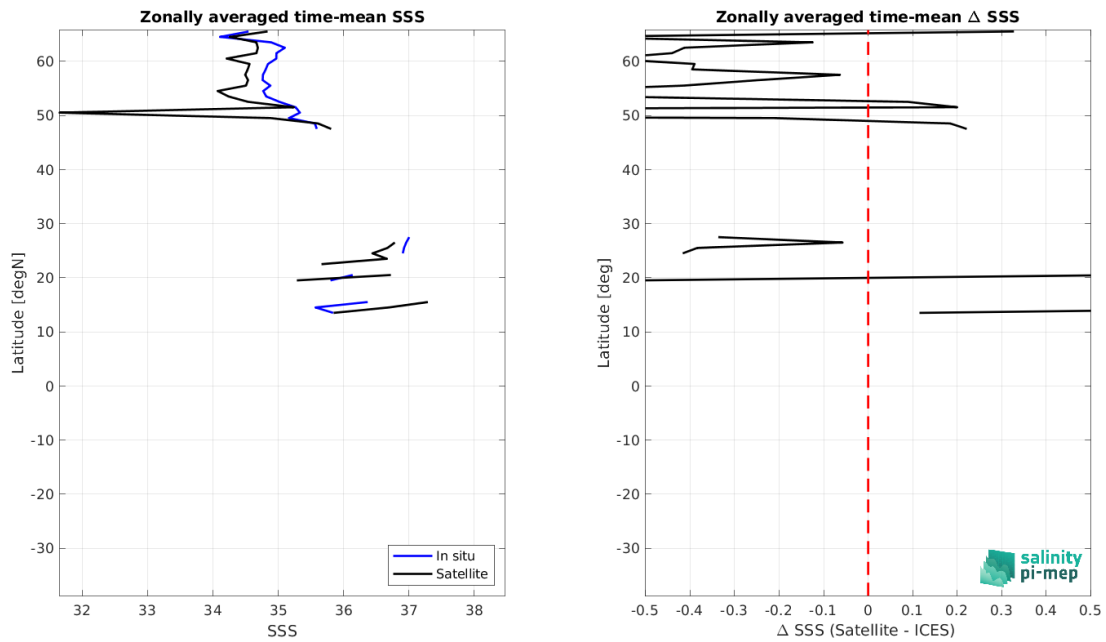 Zonally averaged time-mean SSS
60
50
40
30
20
10
0
-10
-20
-30
Latitude [degN]
32 33 34 35 36 37 38
SSS
In situ
Satellite
Zonally averaged time-mean Δ SSS
60
50
40
30
20
10
0
-10
-20
-30
Latitude [deg]
-0.5 -0.4 -0.3 -0.2 -0.1 0 0.1 0.2 0.3 0.4 0.5
Δ SSS (Satellite - ICES)
salinity
pi-mep